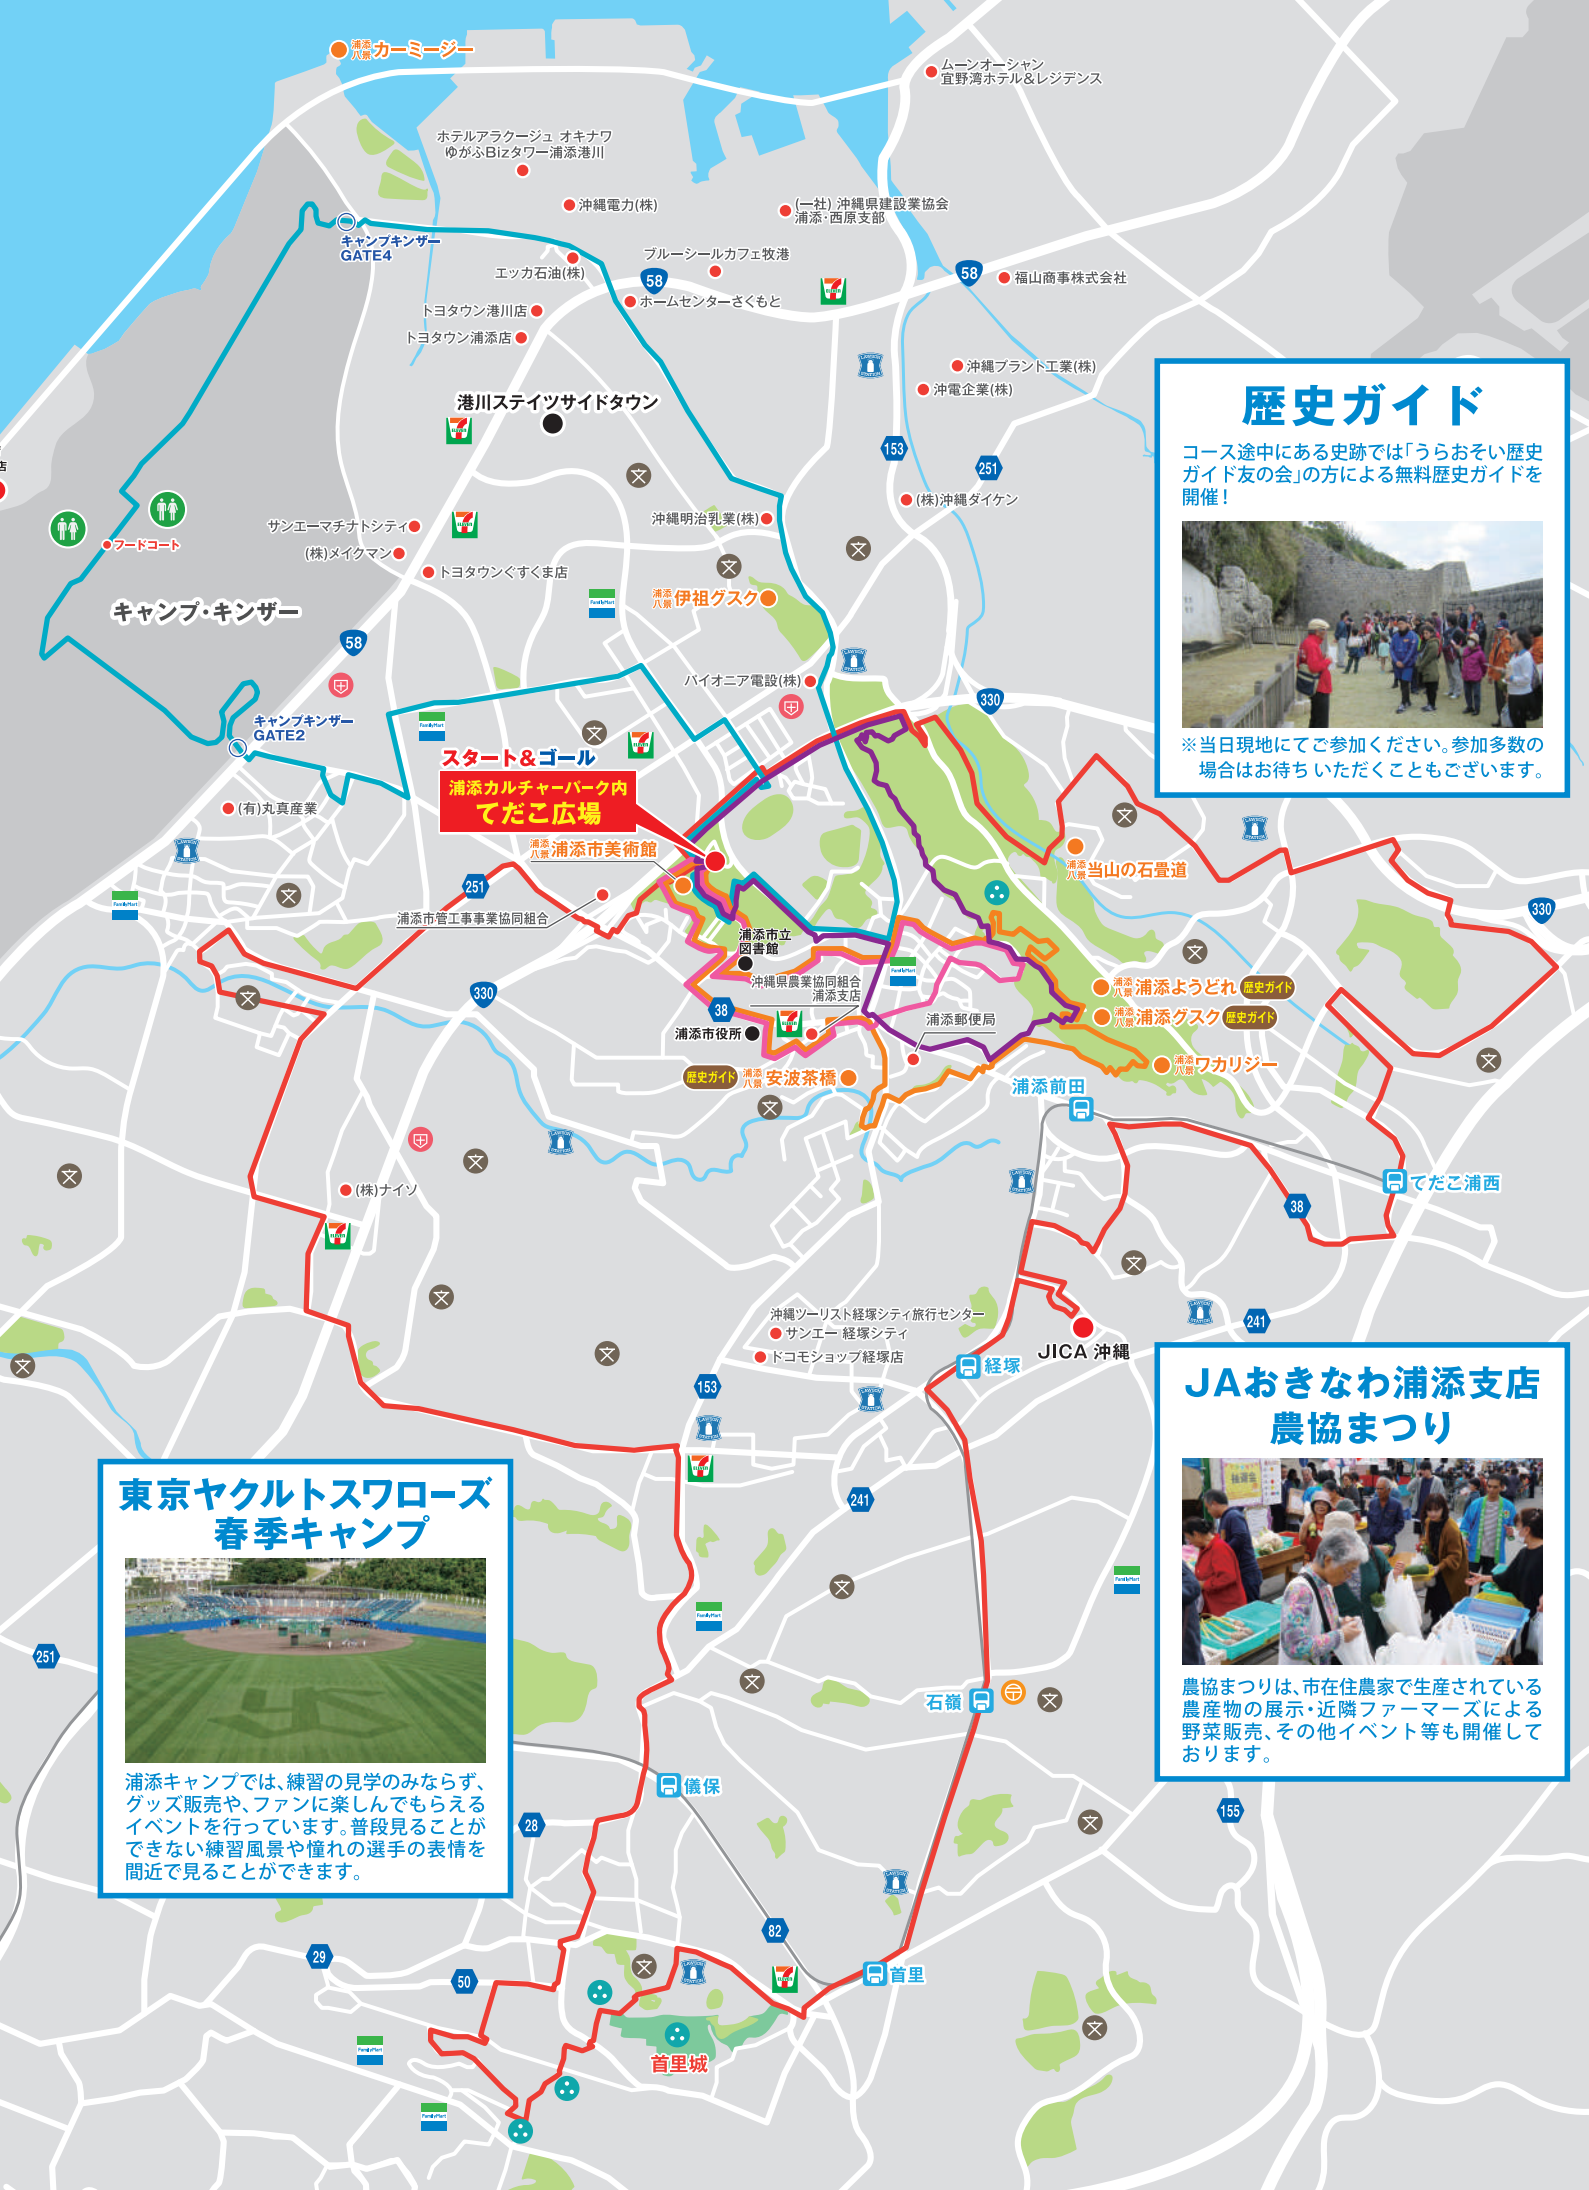 浦添八景 カーミージー
ムーンオーシャン
宜野湾ホテル&レジデンス
ホテルアラクージュ オキナワ
ゆがふBizタワー浦添港川
沖縄電力(株)
(一社) 沖縄県建設業協会
浦添・西原支部
キャンプキンザー
GATE4
エッカ石油(株)
ブルーシールカフェ牧港
58
58
福山商事株式会社
トヨタウン港川店
ホームセンターさくもと
トヨタウン浦添店
沖縄プラント工業(株)
沖電企業(株)
港川ステイツサイドタウン
153
251
店
(株)沖縄ダイケン
サンエーマチナトシティ
沖縄明治乳業(株)
フードコート
(株)メイクマン
トヨタウンぐすくま店
キャンプ・キンザー
浦添八景 伊祖グスク
58
パイオニア電設(株)
330
キャンプキンザー
GATE2
歴史ガイド
コース途中にある史跡では「うらおそい歴史
ガイド友の会」の方による無料歴史ガイドを
開催!
※当日現地にてご参加ください。参加多数の
場合はお待ちいただくこともございます。
スタート&ゴール
浦添カルチャーパーク内
てだこ広場
(有)丸真産業
浦添八景 浦添市美術館
251
浦添市管工事事業協同組合
浦添八景 当山の石畳道
330
浦添市立
図書館
沖縄県農業協同組合
浦添支店
浦添八景 浦添ようどれ 歴史ガイド
浦添八景 浦添グスク 歴史ガイド
330
38
浦添市役所
浦添郵便局
歴史ガイド 浦添八景 安波茶橋
浦添八景 ワカリジー
浦添前田
てだこ浦西
(株)ナイソ
38
沖縄ツーリスト経塚シティ旅行センター
サンエー 経塚シティ
ドコモショップ経塚店
241
JICA 沖縄
経塚
153
241
JAおきなわ浦添支店
農協まつり
農協まつりは、市在住農家で生産されている
農産物の展示・近隣ファーマーズによる
野菜販売、その他イベント等も開催して
おります。
東京ヤクルトスワローズ
春季キャンプ
浦添キャンプでは、練習の見学のみならず、
グッズ販売や、ファンに楽しんでもらえる
イベントを行っています。普段見ることが
できない練習風景や憧れの選手の表情を
間近で見ることができます。
251
石嶺
儀保
28
155
82
29
50
首里
首里城